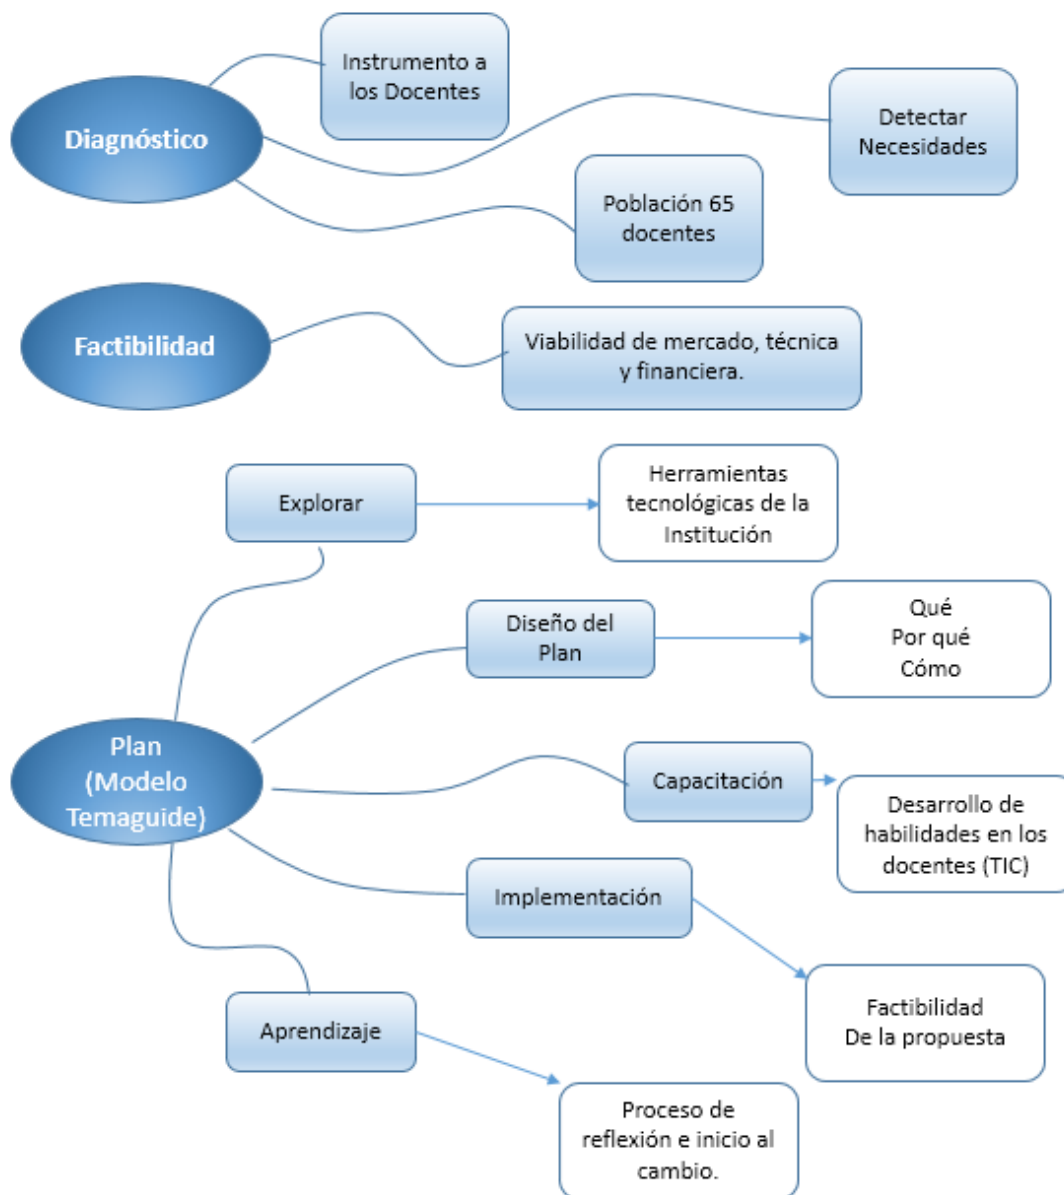 Instrumento a
los Docentes
Diagnóstico
Detectar
Necesidades
Población 65
docentes
Factibilidad
Viabilidad de mercado, técnica
y financiera.
Explorar
Herramientas
tecnológicas de la
Institución
Diseño del
Plan
Qué
Por qué
Cómo
Plan
(Modelo
Temaguide)
Capacitación
Desarrollo de
habilidades en los
docentes (TIC)
Implementación
Factibilidad
De la propuesta
Aprendizaje
Proceso de
reflexión e inicio al
cambio.